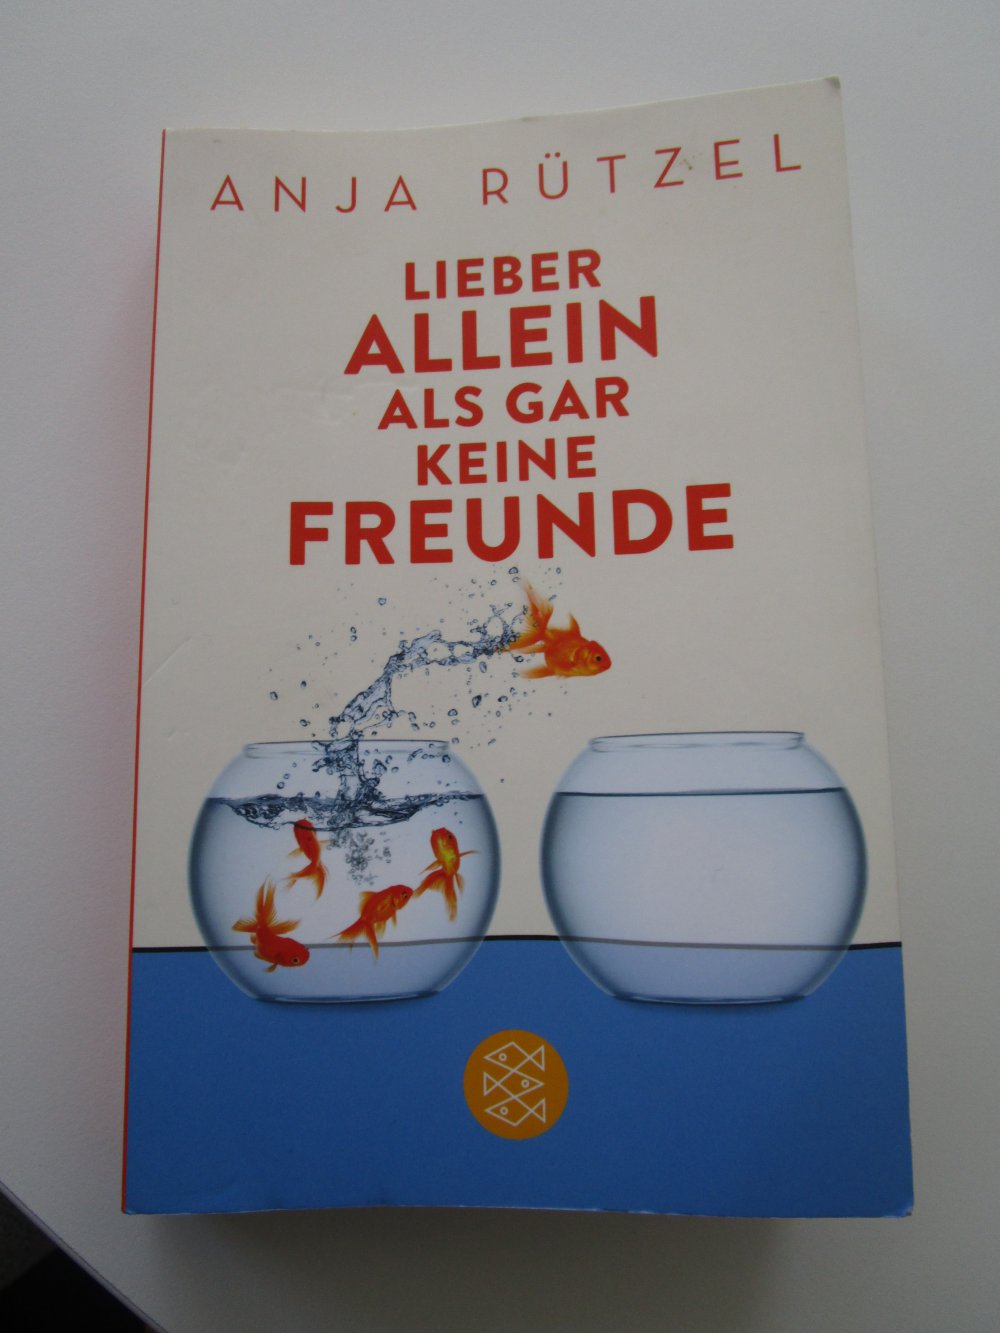 ANJA RÜTZEL
LIEBER
ALLEIN
ALS GAR
KEINE
FREUNDE